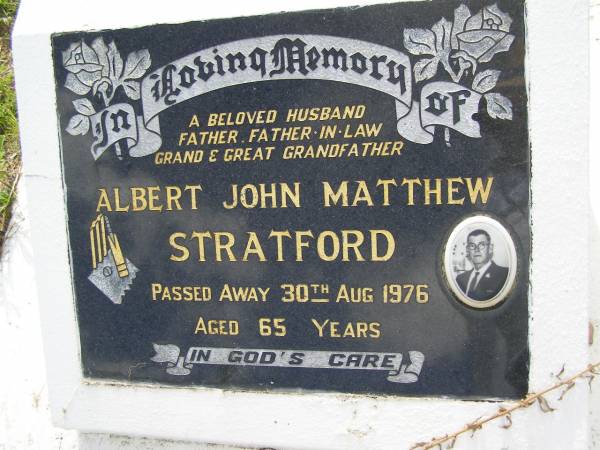 In Loving Memory Of
A BELOVED HUSBAND
FATHER. FATHER-IN-LAW
GRAND & GREAT GRANDFATHER
ALBERT JOHN MATTHEW
STRATFORD
PASSED AWAY 30TH AUG 1976
AGED 65 YEARS
IN GOD'S CARE